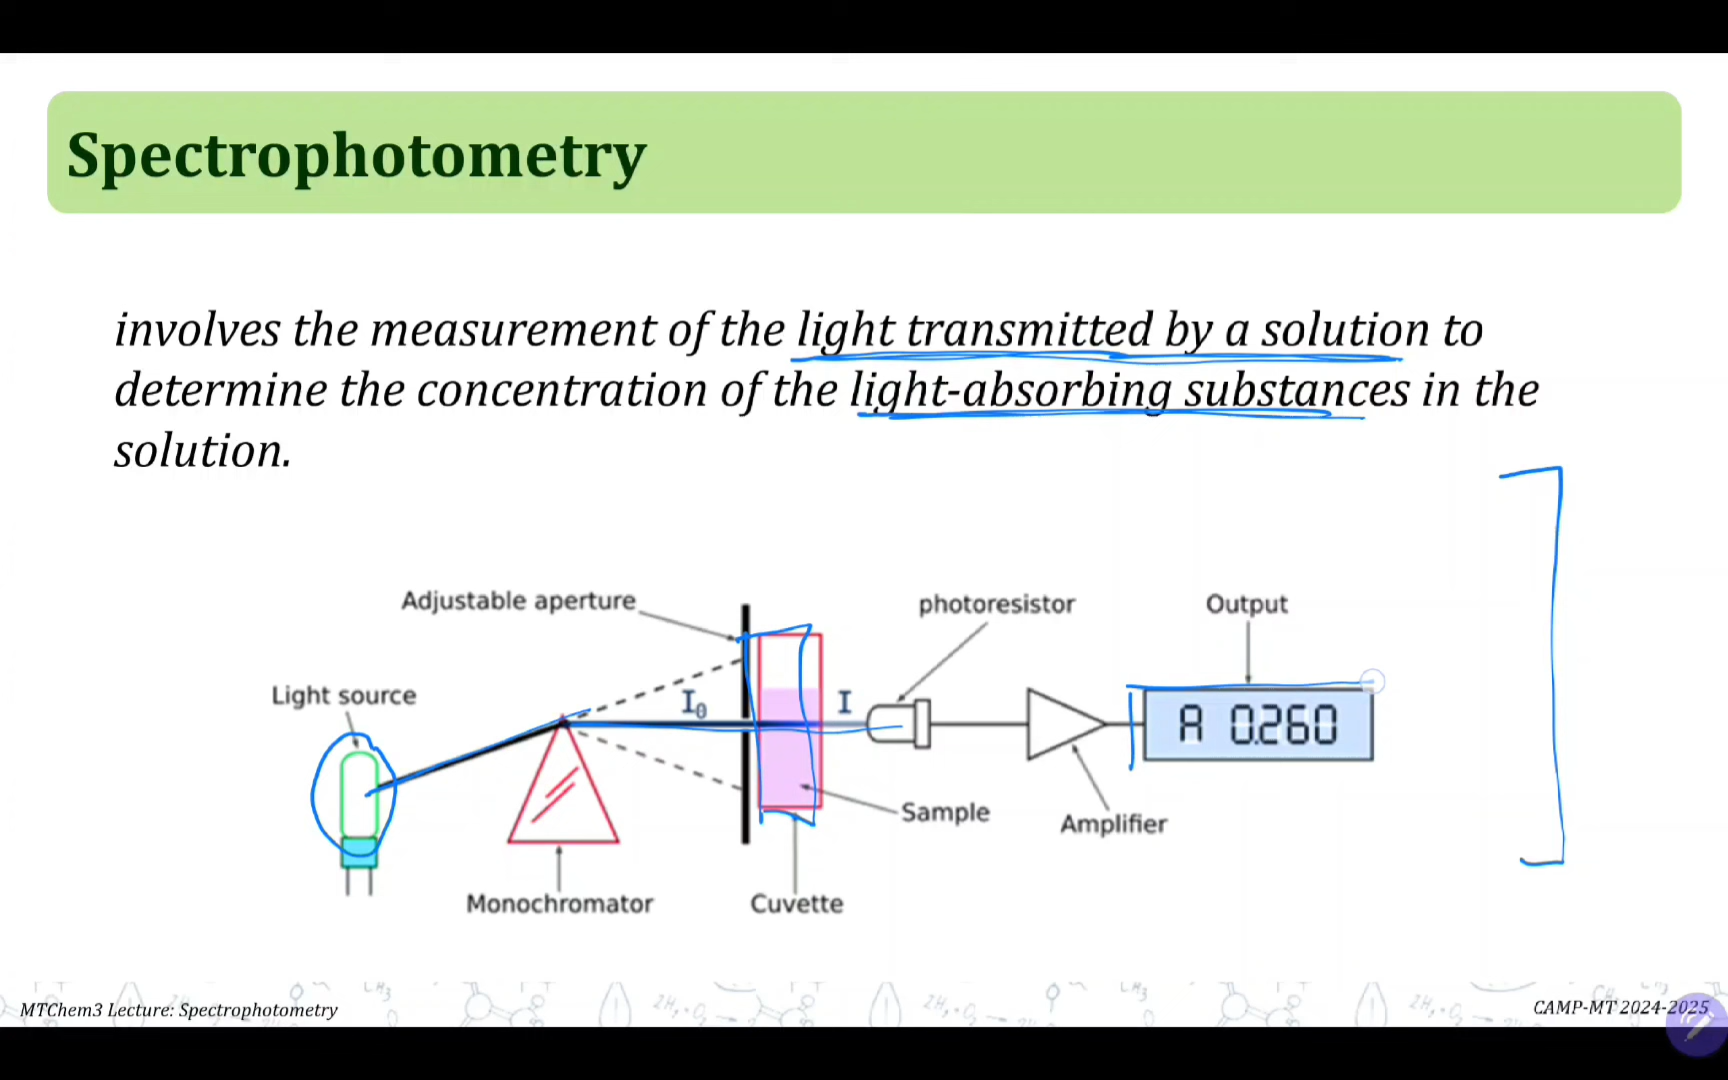 Spectrophotometry
involves the measurement of the light transmitted by a solution to
determine the concentration of the light-absorbing substances in the
solution.
Adjustable aperture
photoresistor
Output
Light source
I₀
I
A 0.260
Sample
Amplifier
Monochromator
Cuvette
MTChem3 Lecture: Spectrophotometry
CAMP-MT 2024-2025